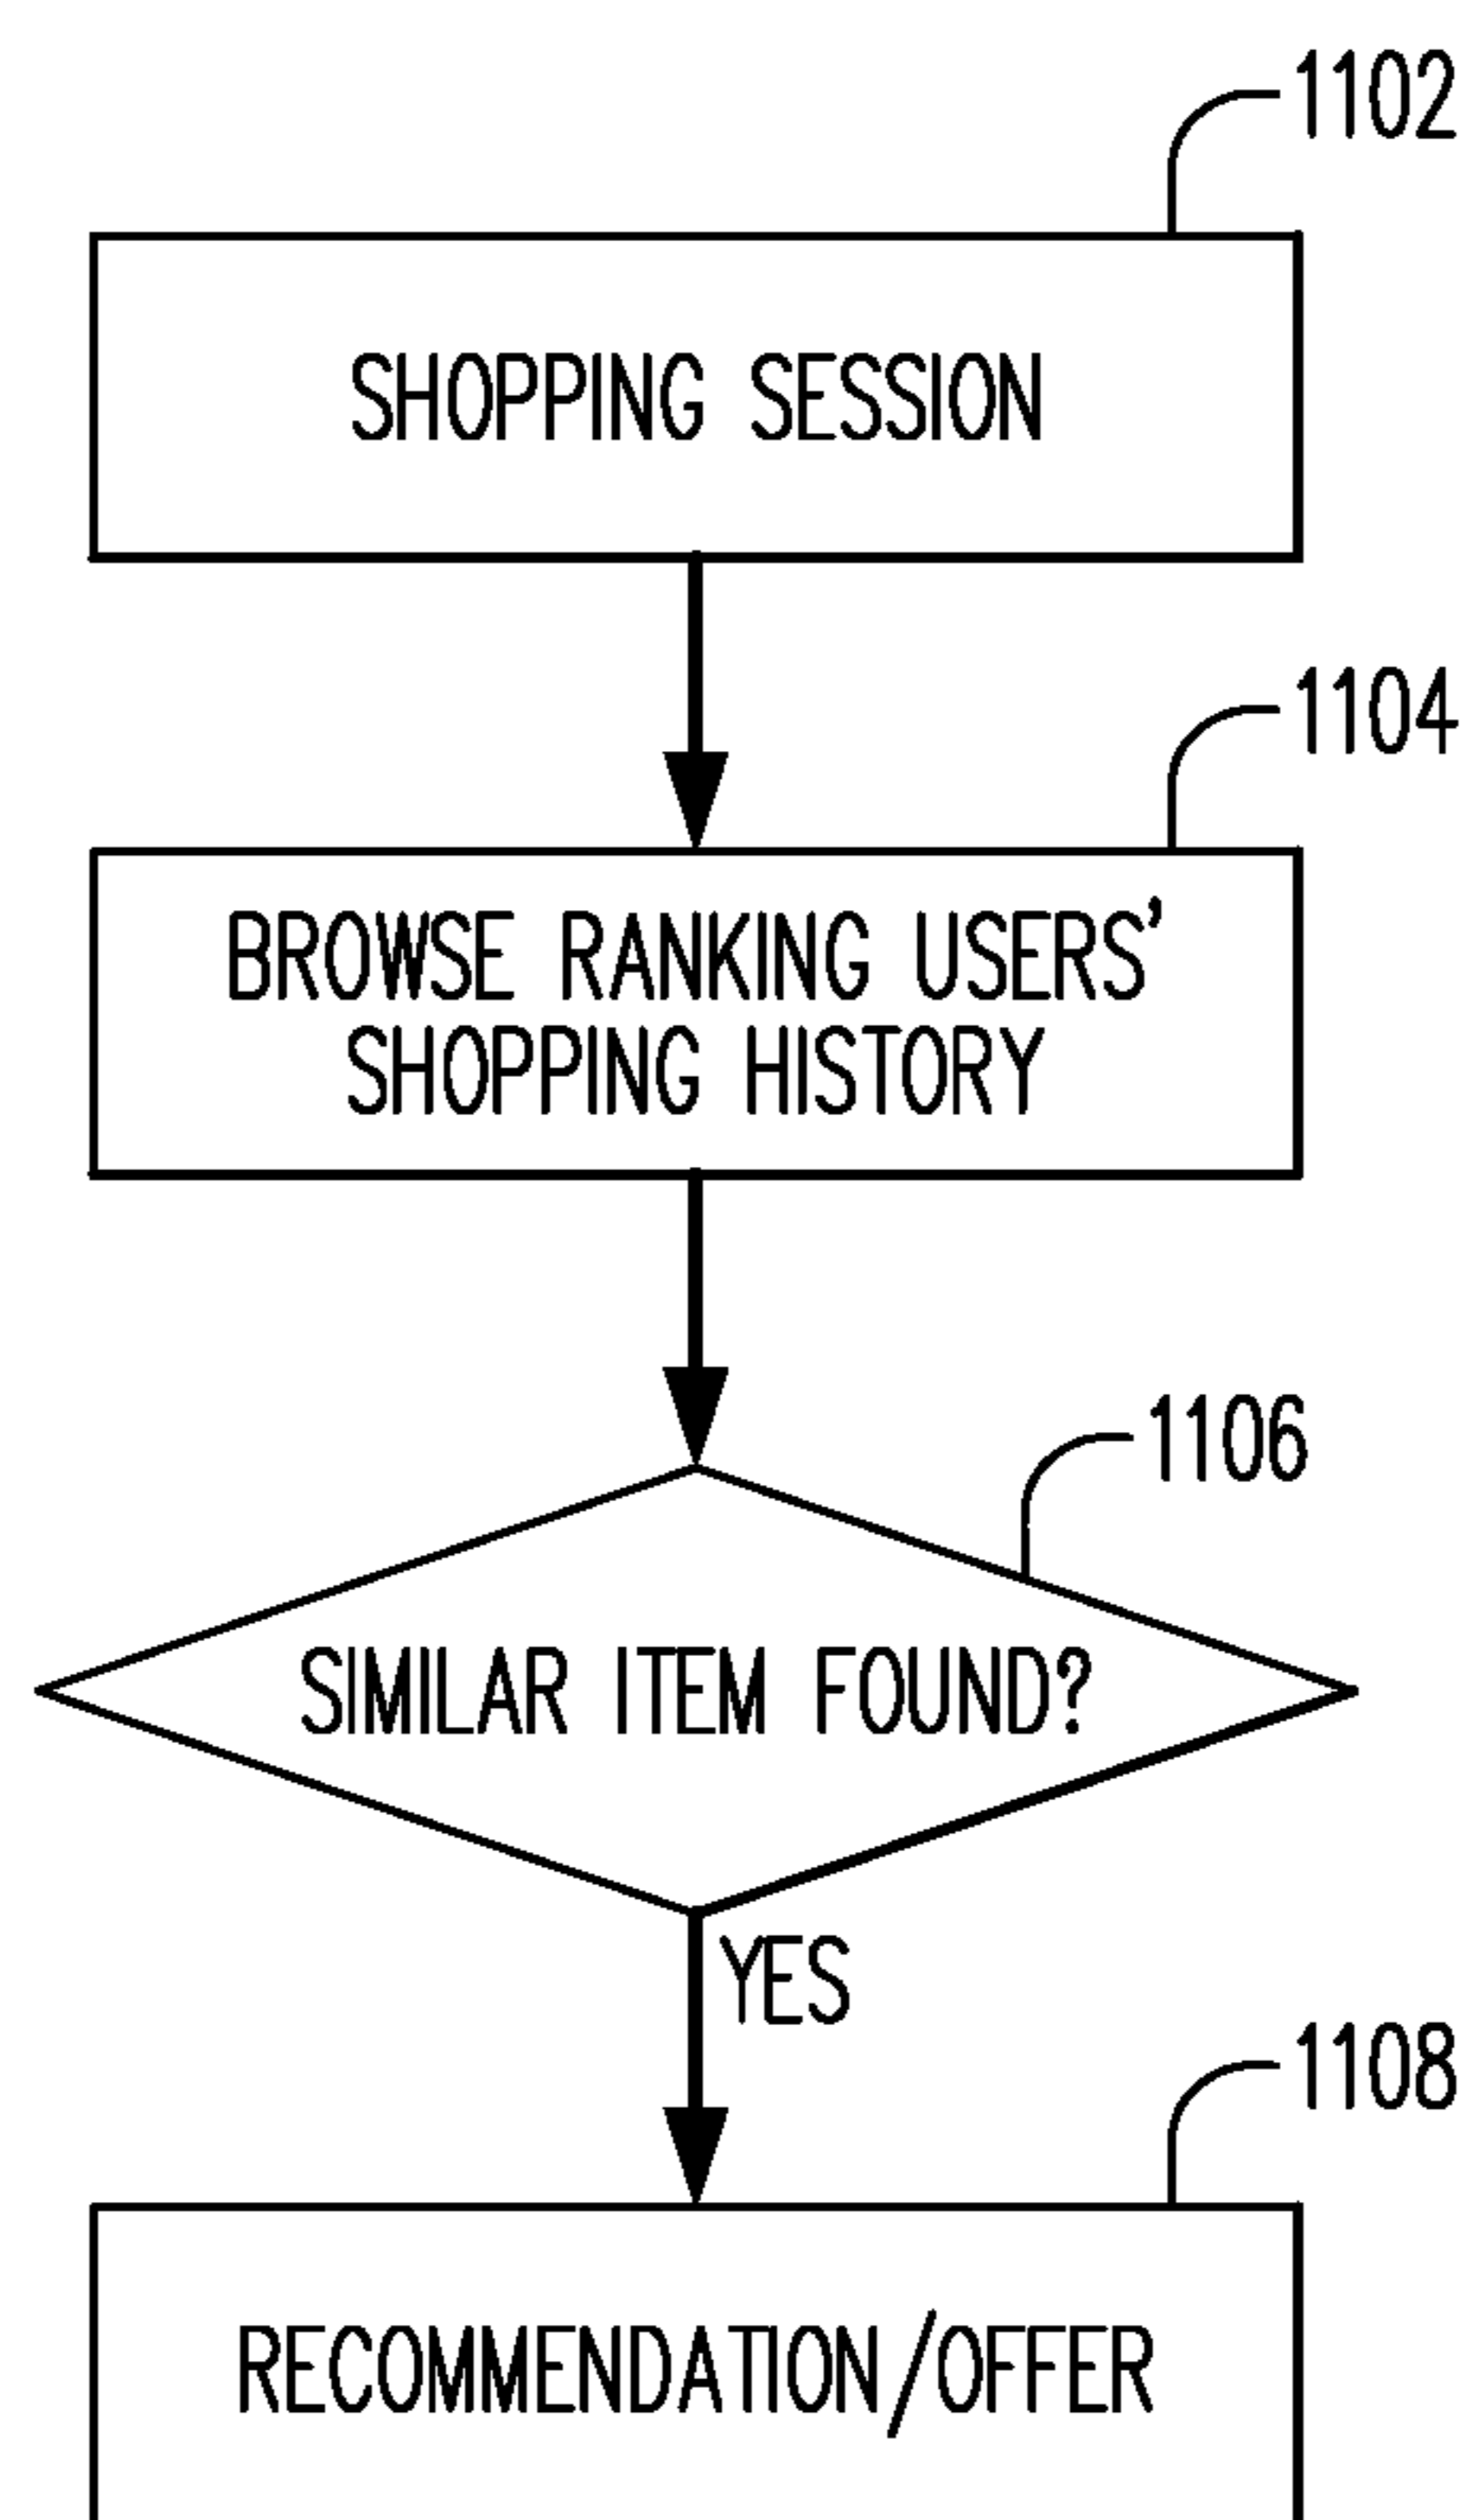 1102
SHOPPING SESSION
1104
BROWSE RANKING USERS'
SHOPPING HISTORY
1106
SIMILAR ITEM FOUND?
YES
1108
RECOMMENDATION/OFFER